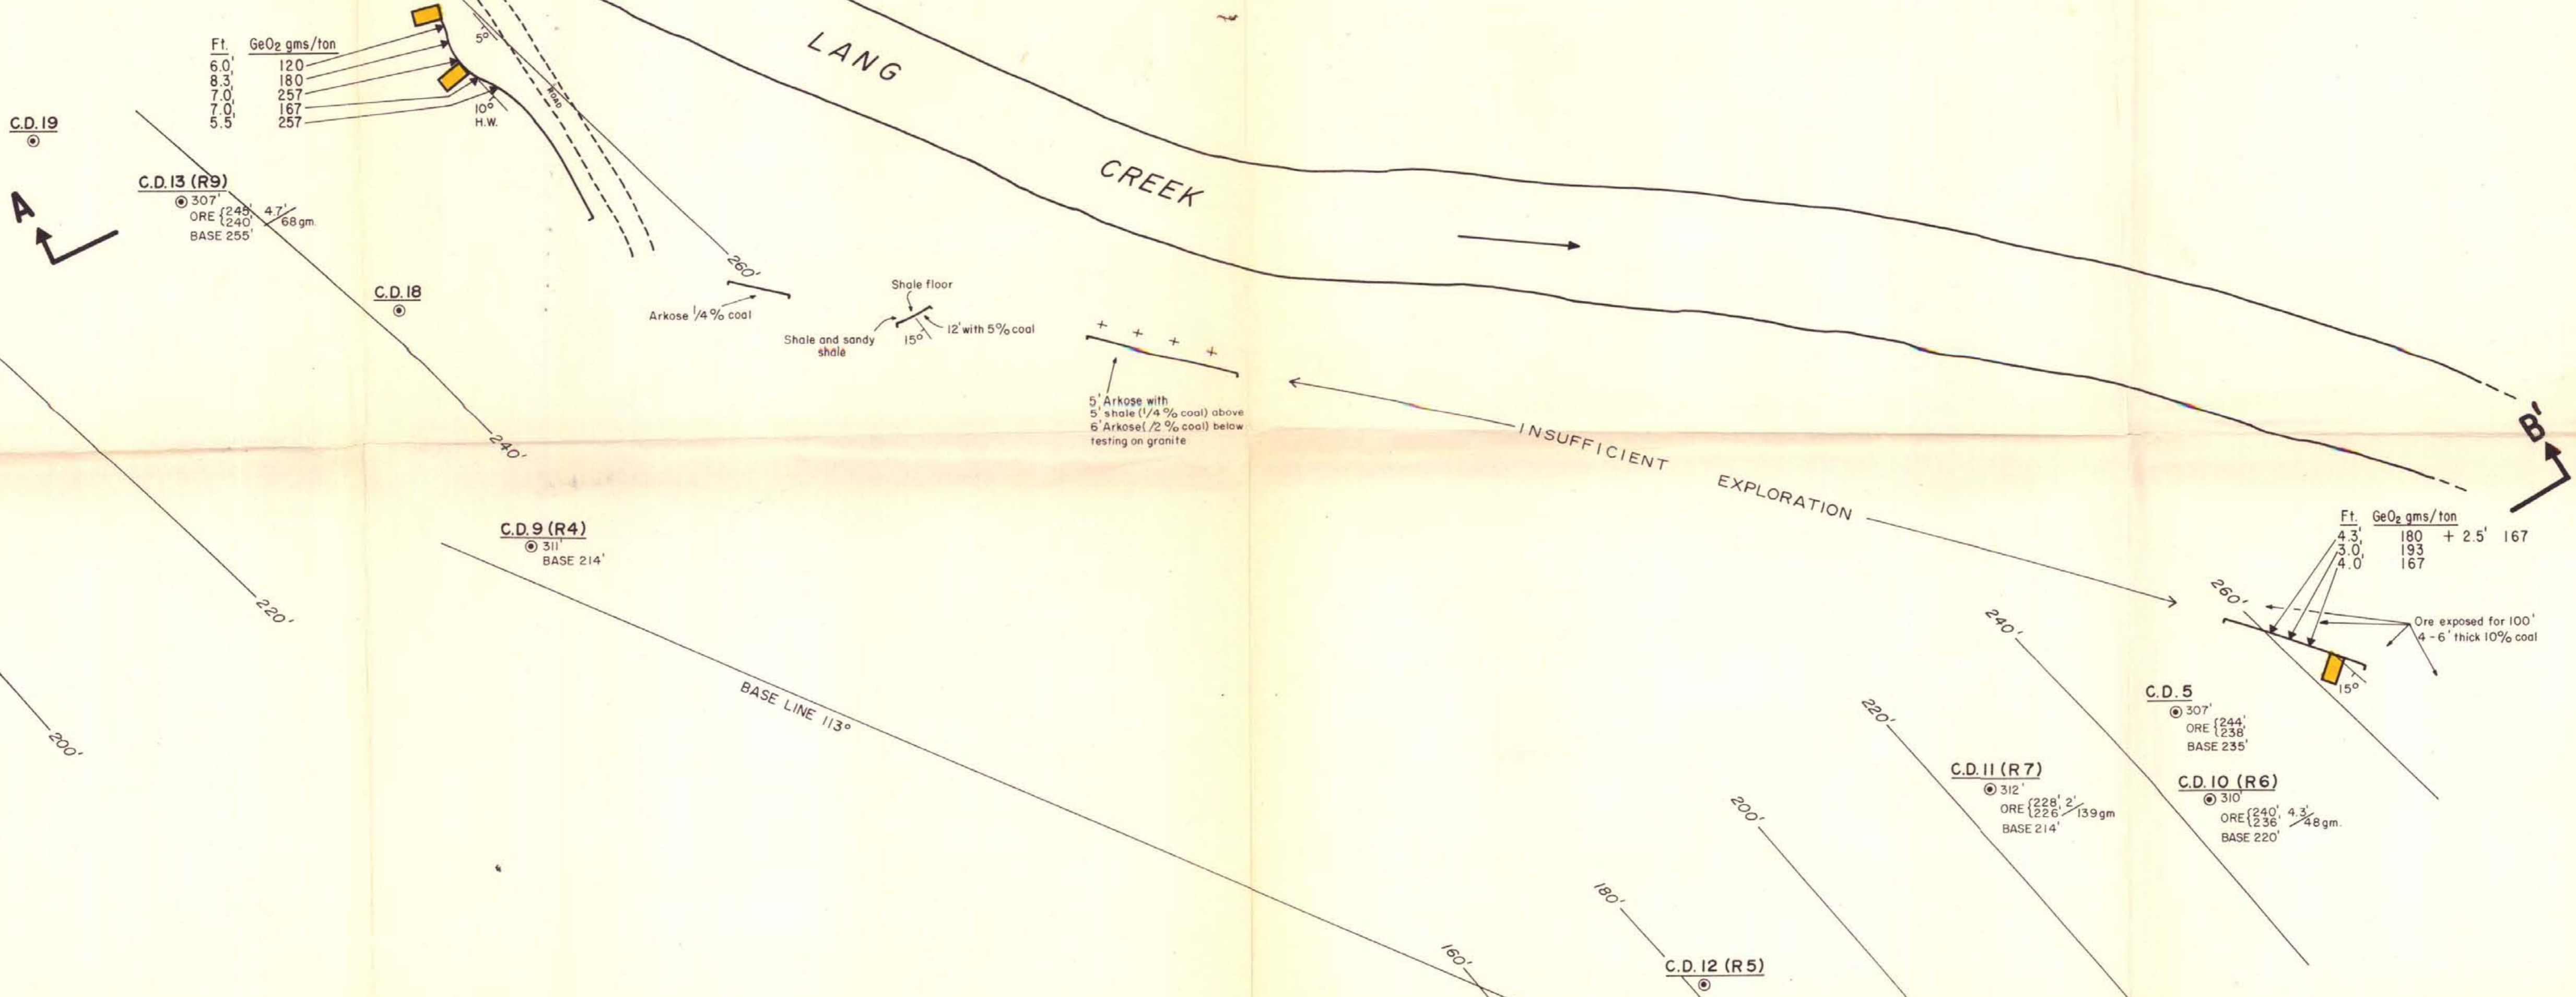 Ft. GeO2 gms/ton
6.0' 120
8.3' 180
7.0' 257
7.0' 167
5.5' 257
5°
ROAD
10°
H.W.
LANG
CREEK
C.D. 19
C.D. 13 (R9)
307'
ORE {245' 4.7'/68 gm.
240'
BASE 255'
A
C.D. 18
260'
Arkose 1/4% coal
Shale floor
Shale and sandy
shale
12' with 5% coal
15°
+ + + +
5' Arkose with
5' shale (1/4% coal) above
6' Arkose (/2% coal) below
testing on granite
240'
INSUFFICIENT EXPLORATION
B'
C.D. 9 (R4)
311'
BASE 214'
220'
200'
BASE LINE 113°
Ft. GeO2 gms/ton
4.3' 180 + 2.5' 167
3.0' 193
4.0' 167
260'
Ore exposed for 100'
4-6' thick 10% coal
15°
240'
C.D. 5
307'
ORE {244'
238'
BASE 235'
220'
C.D. 11 (R7)
312'
ORE {228' 2'/139 gm
226'
BASE 214'
C.D. 10 (R6)
310'
ORE {240' 4.3'/48 gm.
236'
BASE 220'
200'
180'
160'
C.D. 12 (R5)